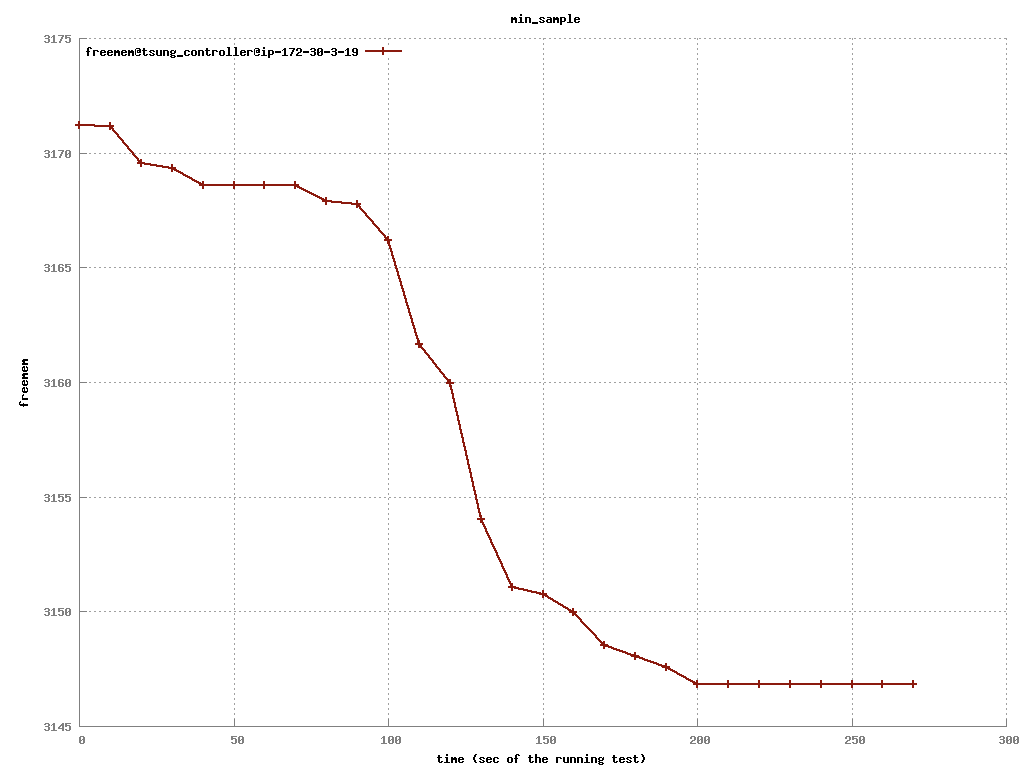 min_sample
freemem@tsung_controller@ip-172-30-3-19
3175
3170
3165
3160
3155
3150
3145
freemem
0 50 100 150 200 250 300
time (sec of the running test)